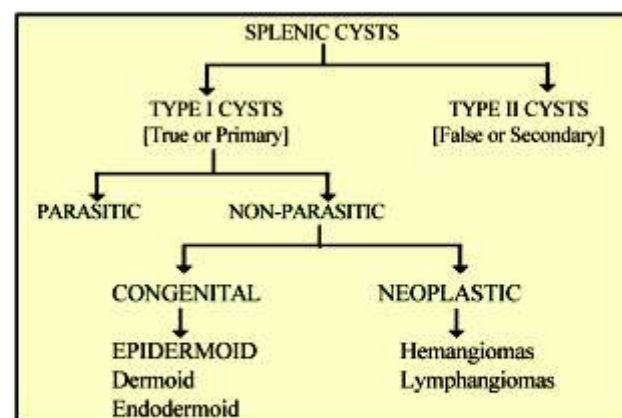 SPLENIC CYSTS
TYPE I CYSTS
[True or Primary]
TYPE II CYSTS
[False or Secondary]
PARASITIC
NON-PARASITIC
CONGENITAL
NEOPLASTIC
EPIDERMOID
Dermoid
Endodermoid
Hemangiomas
Lymphangiomas